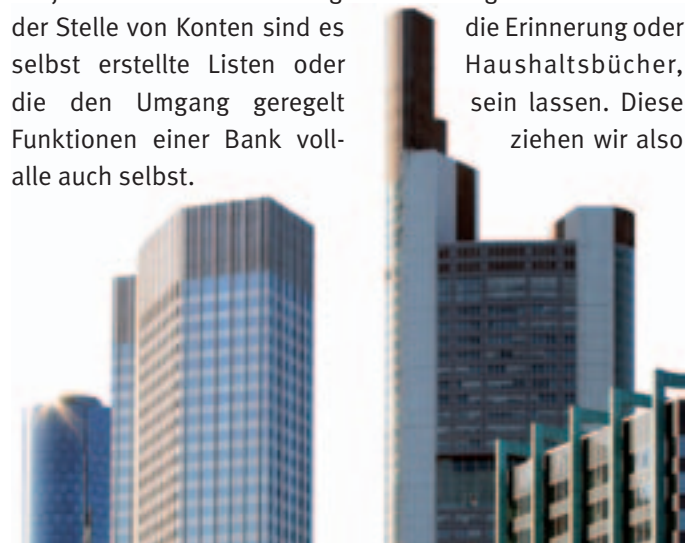 der Stelle von Konten sind es die Erinnerung oder
selbst erstellte Listen oder Haushaltsbücher,
die den Umgang geregelt sein lassen. Diese
Funktionen einer Bank voll- ziehen wir also
alle auch selbst.